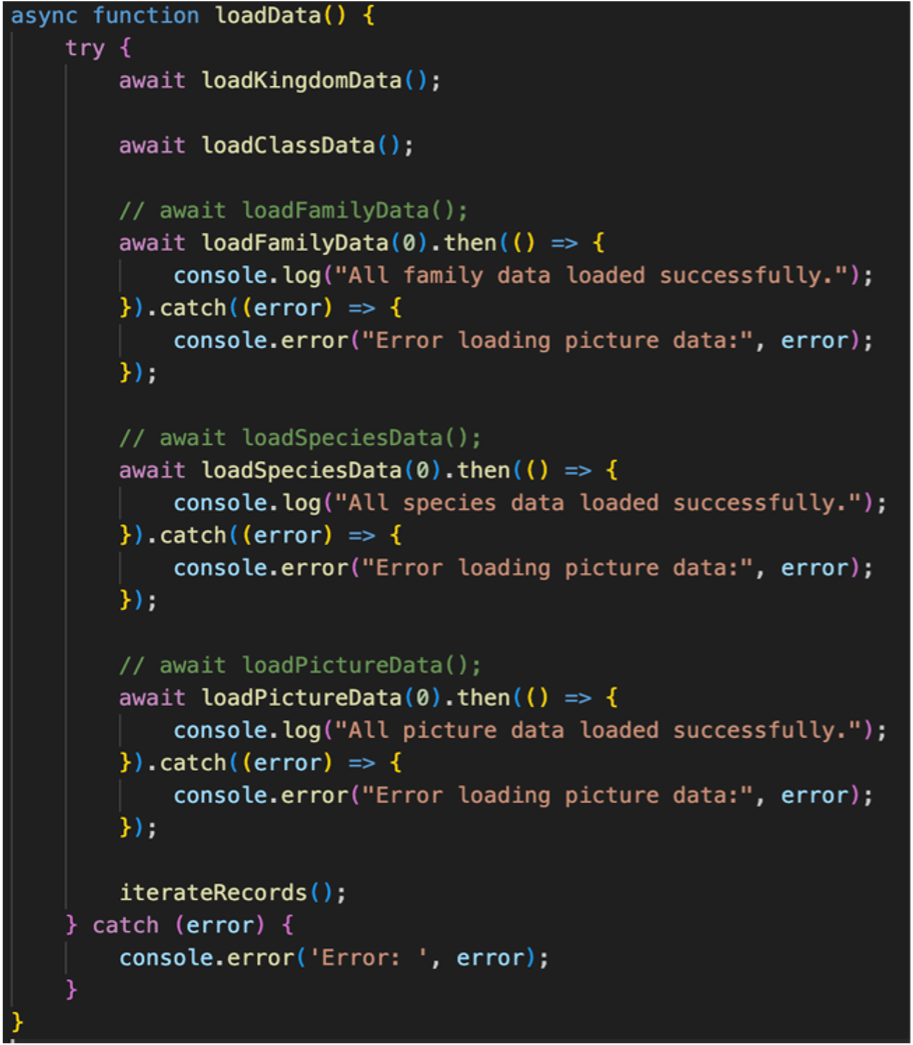 async function loadData() {
    try {
        await loadKingdomData();

        await loadClassData();

        // await loadFamilyData();
        await loadFamilyData(0).then(() => {
            console.log("All family data loaded successfully.");
        }).catch((error) => {
            console.error("Error loading picture data:", error);
        });

        // await loadSpeciesData();
        await loadSpeciesData(0).then(() => {
            console.log("All species data loaded successfully.");
        }).catch((error) => {
            console.error("Error loading picture data:", error);
        });

        // await loadPictureData();
        await loadPictureData(0).then(() => {
            console.log("All picture data loaded successfully.");
        }).catch((error) => {
            console.error("Error loading picture data:", error);
        });

        iterateRecords();
    } catch (error) {
        console.error('Error: ', error);
    }
}